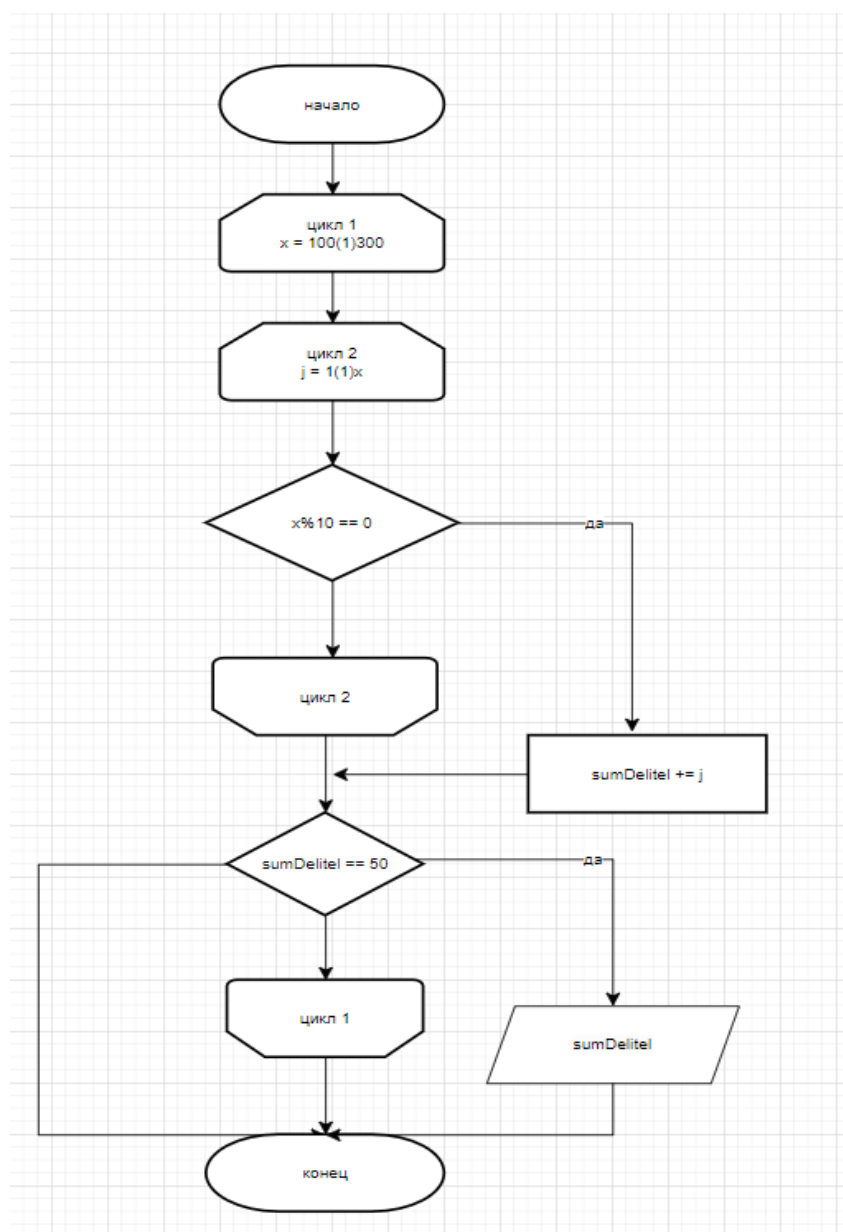 начало
цикл 1
x = 100(1)300
цикл 2
j = 1(1)x
x%10 == 0
да
цикл 2
sumDelitel += j
sumDelitel == 50
да
цикл 1
sumDelitel
конец